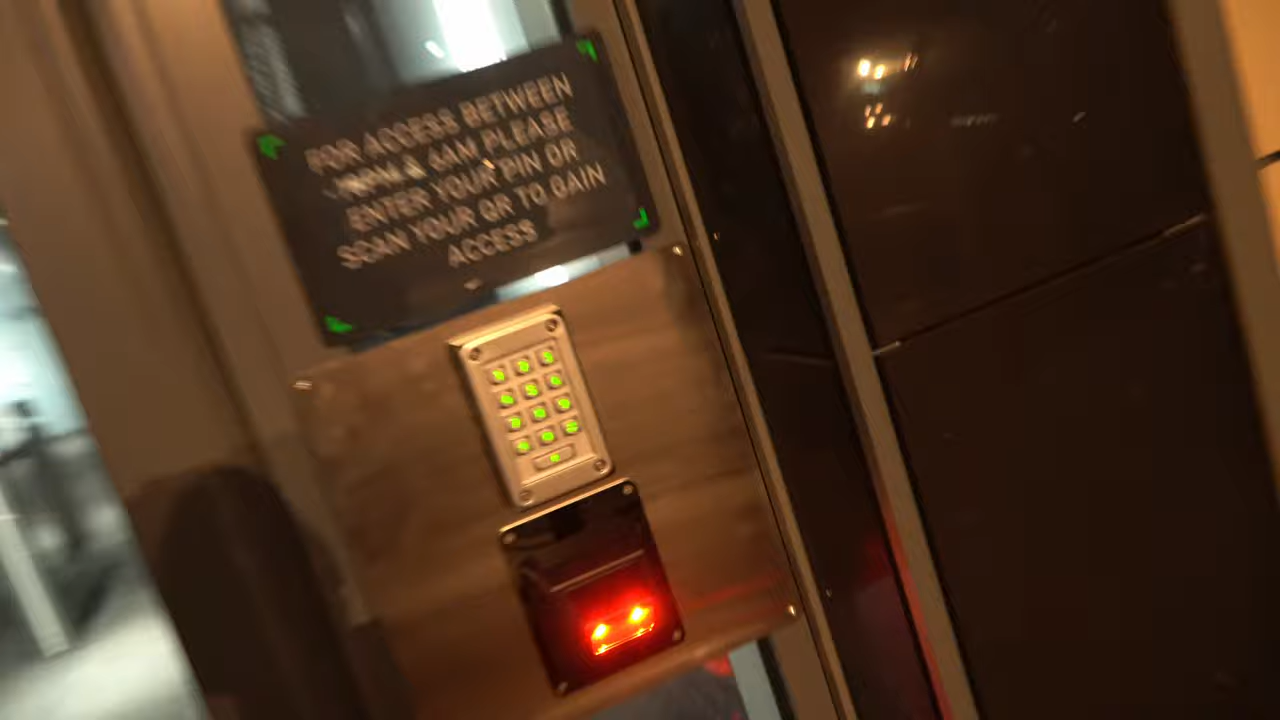 FOR ACCESS BETWEEN
& 6AM PLEASE
ENTER YOUR PIN OR
SCAN YOUR QR TO GAIN
ACCESS